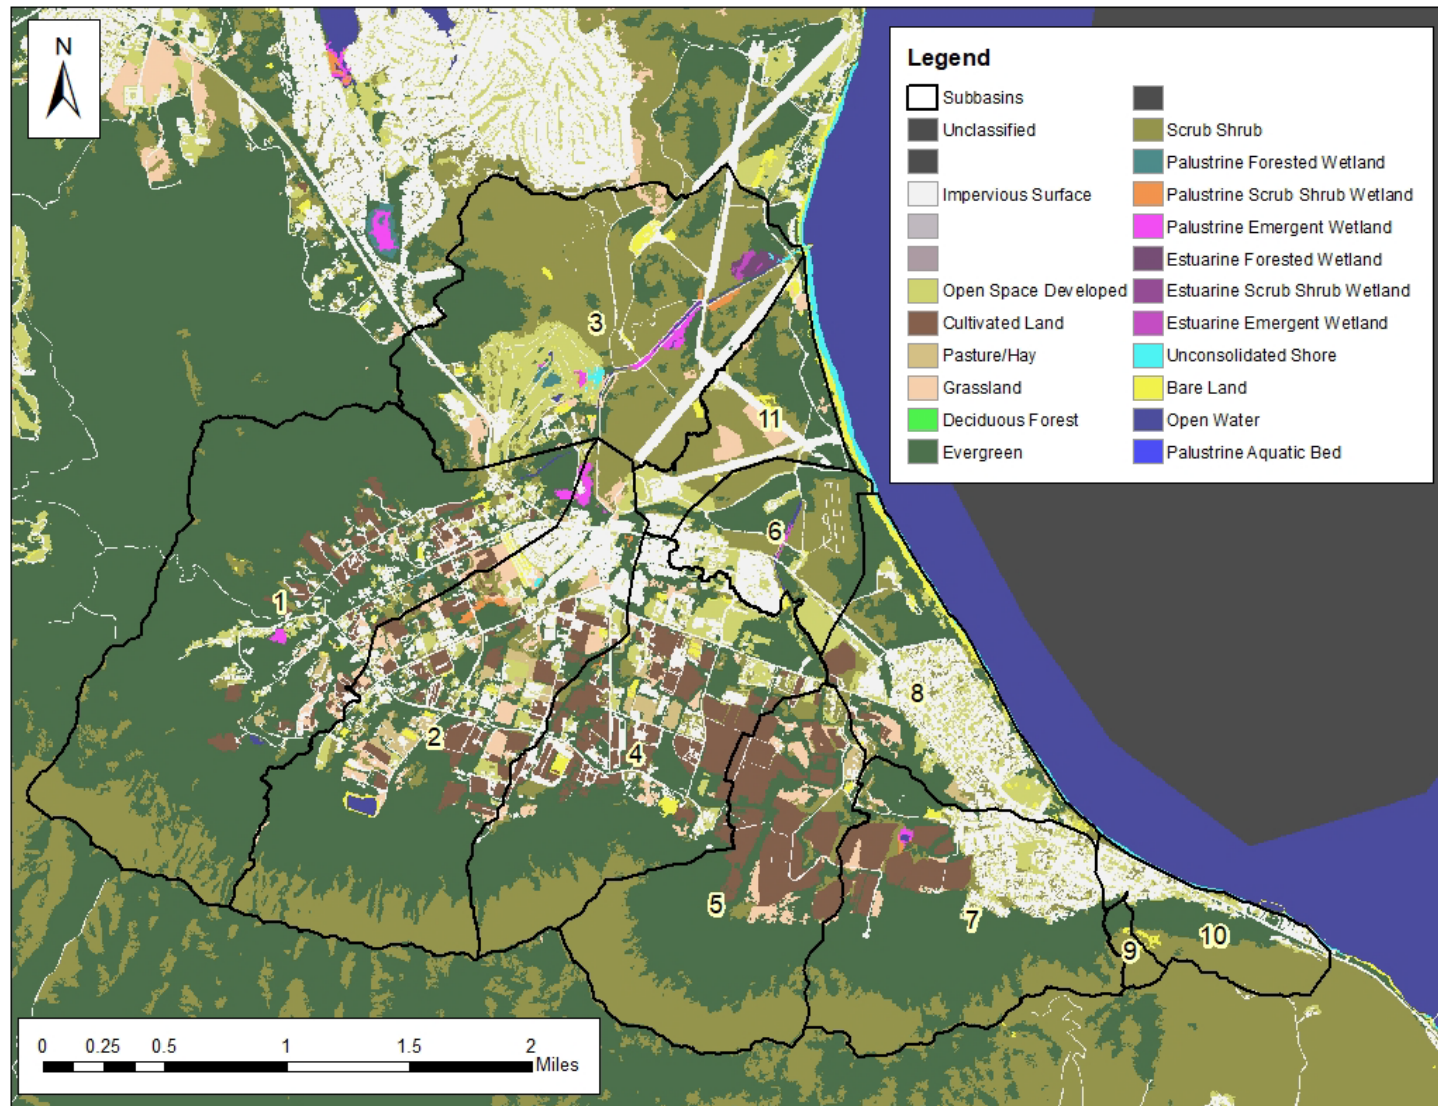 N
Legend
Subbasins
Unclassified
Impervious Surface
Open Space Developed
Cultivated Land
Pasture/Hay
Grassland
Deciduous Forest
Evergreen
Scrub Shrub
Palustrine Forested Wetland
Palustrine Scrub Shrub Wetland
Palustrine Emergent Wetland
Estuarine Forested Wetland
Estuarine Scrub Shrub Wetland
Estuarine Emergent Wetland
Unconsolidated Shore
Bare Land
Open Water
Palustrine Aquatic Bed
3
11
6
1
8
2
4
5
7
9
10
0 0.25 0.5 1 1.5 2
Miles